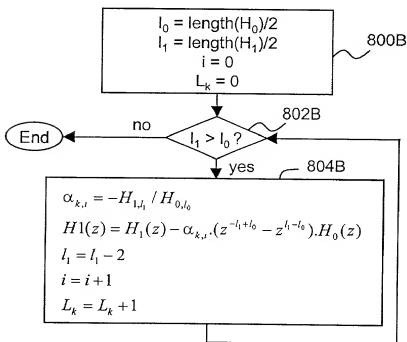 l₀ = length(H₀)/2
l₁ = length(H₁)/2
i = 0
Lₖ = 0
800B
802B
no
End
l₁ > l₀ ?
yes
804B
αₖ,ᵢ = −H₁,ₗ₁ / H₀,ₗ₀
H1(z) = H₁(z) − αₖ,ᵢ.(z^{−l₁+l₀} − z^{l₁−l₀}).H₀(z)
l₁ = l₁ − 2
i = i + 1
Lₖ = Lₖ + 1